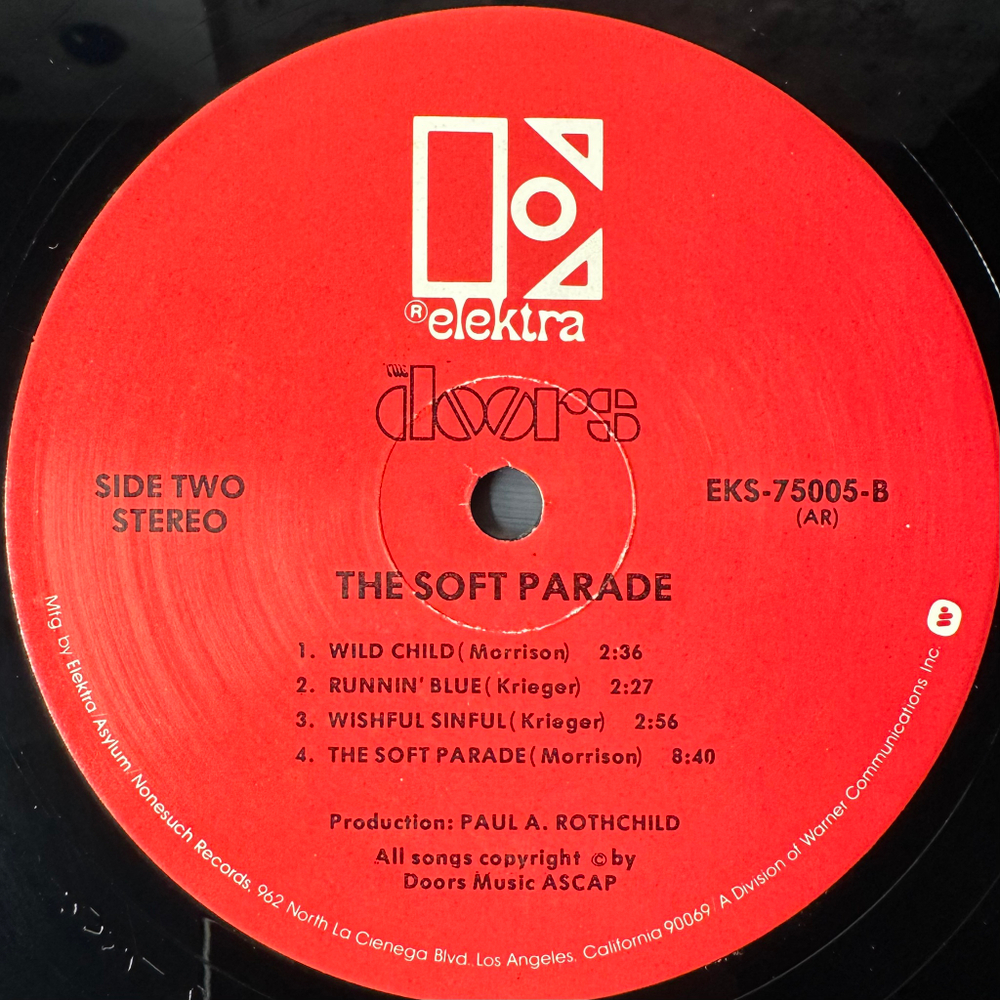 ® elektra
the doors
SIDE TWO
STEREO
EKS-75005-B
(AR)
THE SOFT PARADE
1. WILD CHILD (Morrison) 2:36
2. RUNNIN' BLUE (Krieger) 2:27
3. WISHFUL SINFUL (Krieger) 2:56
4. THE SOFT PARADE (Morrison) 8:40
Production: PAUL A. ROTHCHILD
All songs copyright © by
Doors Music ASCAP
Mfg. by Elektra/Asylum/Nonesuch Records, 962 North La Cienega Blvd., Los Angeles, California 90069 A Division of Warner Communications Inc.